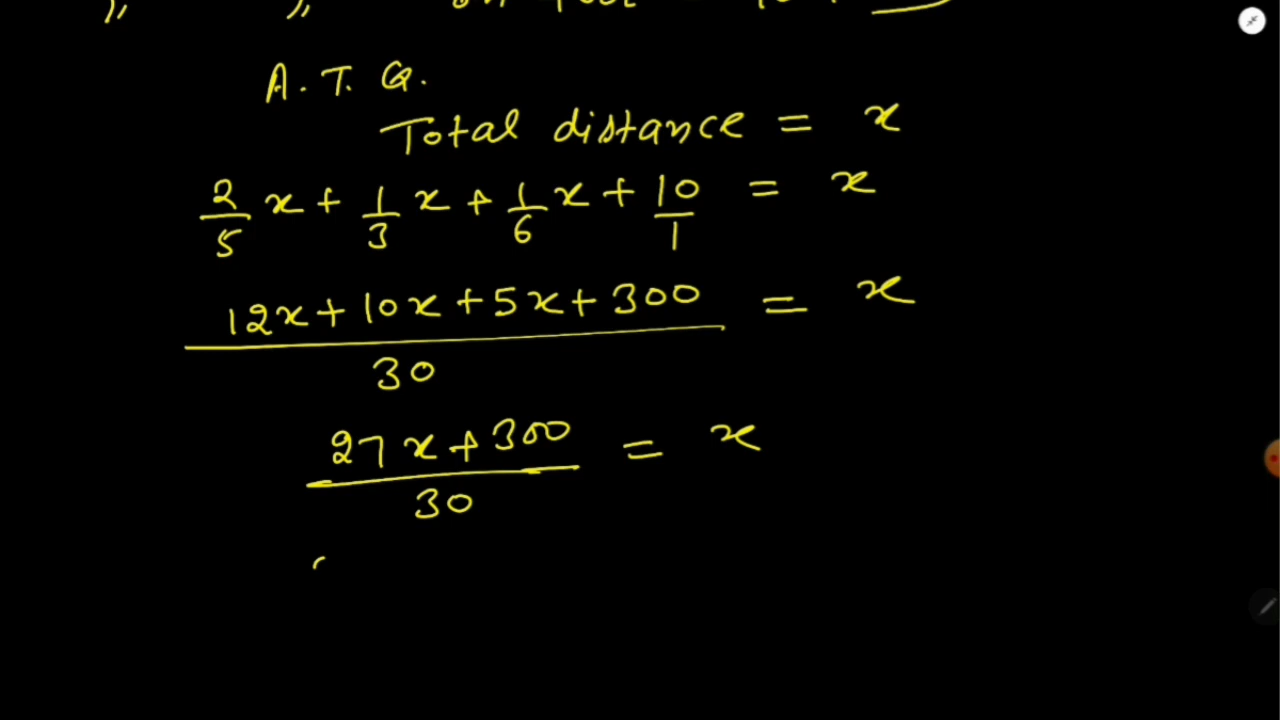 A. T. Q.
Total distance = x
2/5 x + 1/3 x + 1/6 x + 10/1 = x
12x + 10x + 5x + 300 / 30 = x
27x + 300 / 30 = x